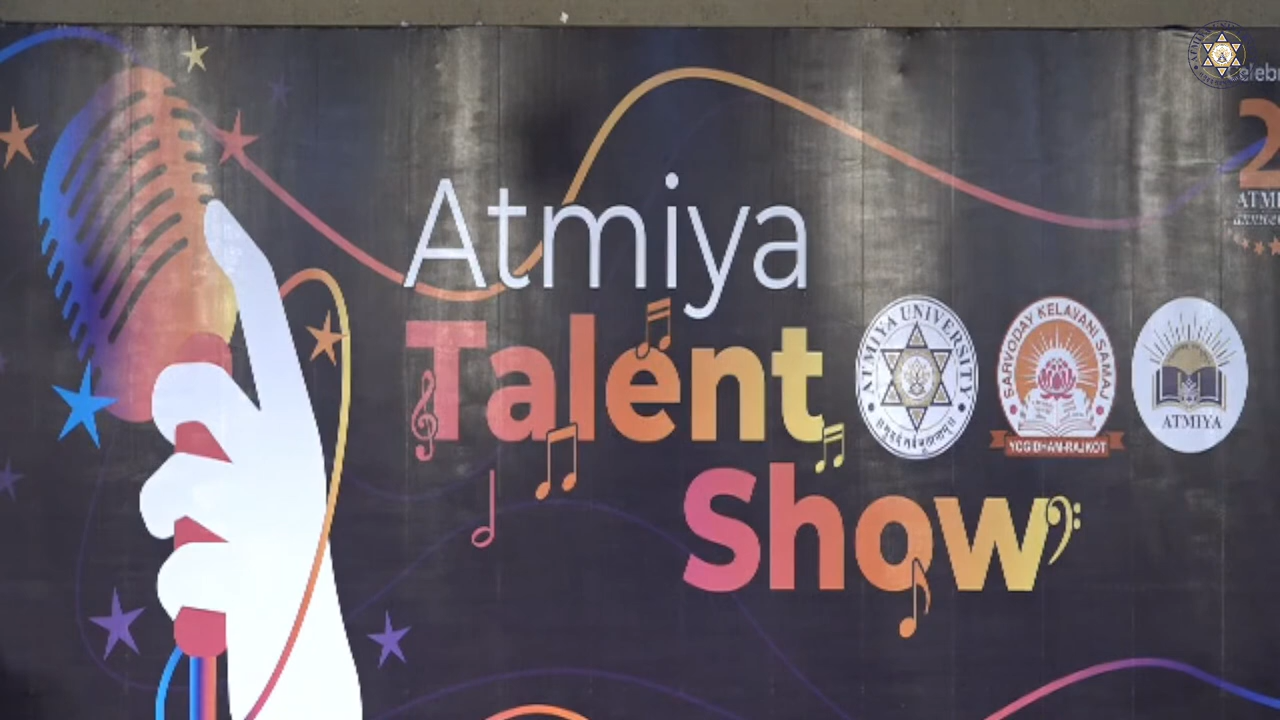 Atmiya
Talent
Show
ATMIYA UNIVERSITY
SARVODAY KELAVANI SAMAJ
YOGIDHAM-RAJKOT
ATMIYA